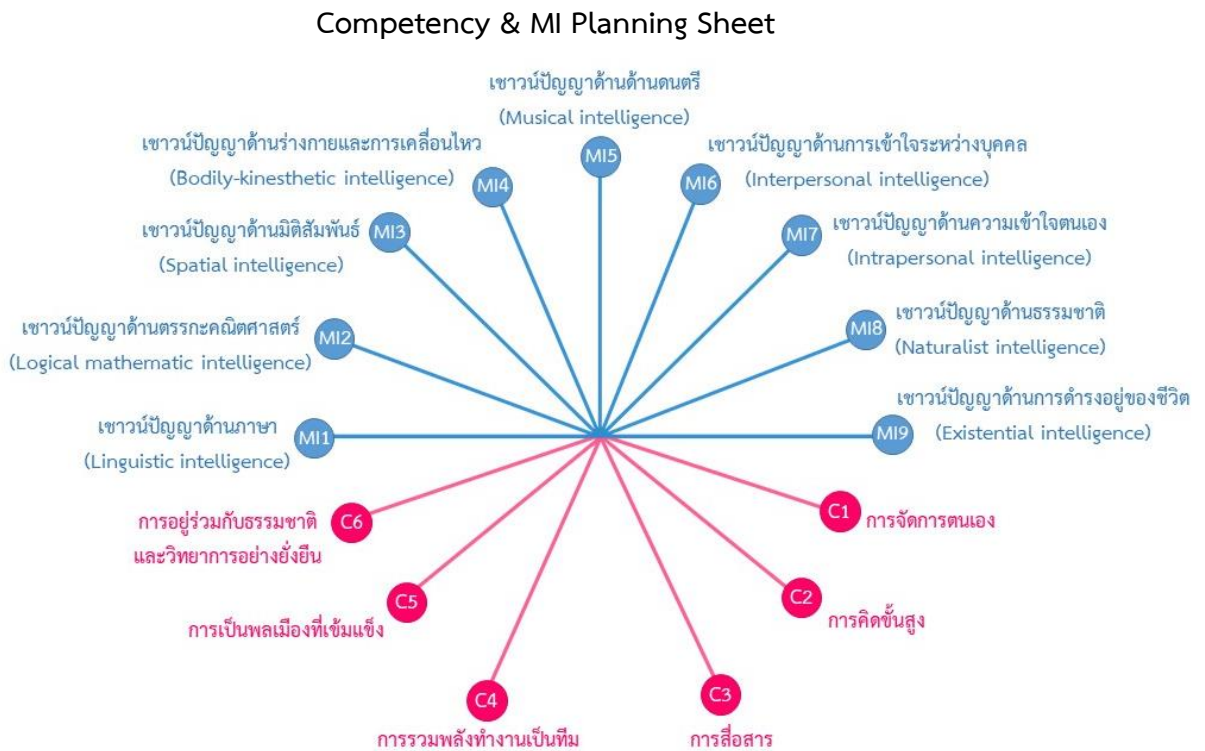 Competency & MI Planning Sheet
เชาวน์ปัญญาด้านด้านดนตรี
(Musical intelligence)
MI5
เชาวน์ปัญญาด้านร่างกายและการเคลื่อนไหว
(Bodily-kinesthetic intelligence)
MI4
เชาวน์ปัญญาด้านการเข้าใจระหว่างบุคคล
(Interpersonal intelligence)
MI6
เชาวน์ปัญญาด้านมิติสัมพันธ์
(Spatial intelligence)
MI3
เชาวน์ปัญญาด้านความเข้าใจตนเอง
(Intrapersonal intelligence)
MI7
เชาวน์ปัญญาด้านตรรกะคณิตศาสตร์
(Logical mathematic intelligence)
MI2
เชาวน์ปัญญาด้านธรรมชาติ
(Naturalist intelligence)
MI8
เชาวน์ปัญญาด้านภาษา
(Linguistic intelligence)
MI1
เชาวน์ปัญญาด้านการดำรงอยู่ของชีวิต
(Existential intelligence)
MI9
การอยู่ร่วมกับธรรมชาติ
และวิทยาการอย่างยั่งยืน
C6
C1
การจัดการตนเอง
C5
การเป็นพลเมืองที่เข้มแข็ง
C2
การคิดขั้นสูง
C4
การรวมพลังทำงานเป็นทีม
C3
การสื่อสาร